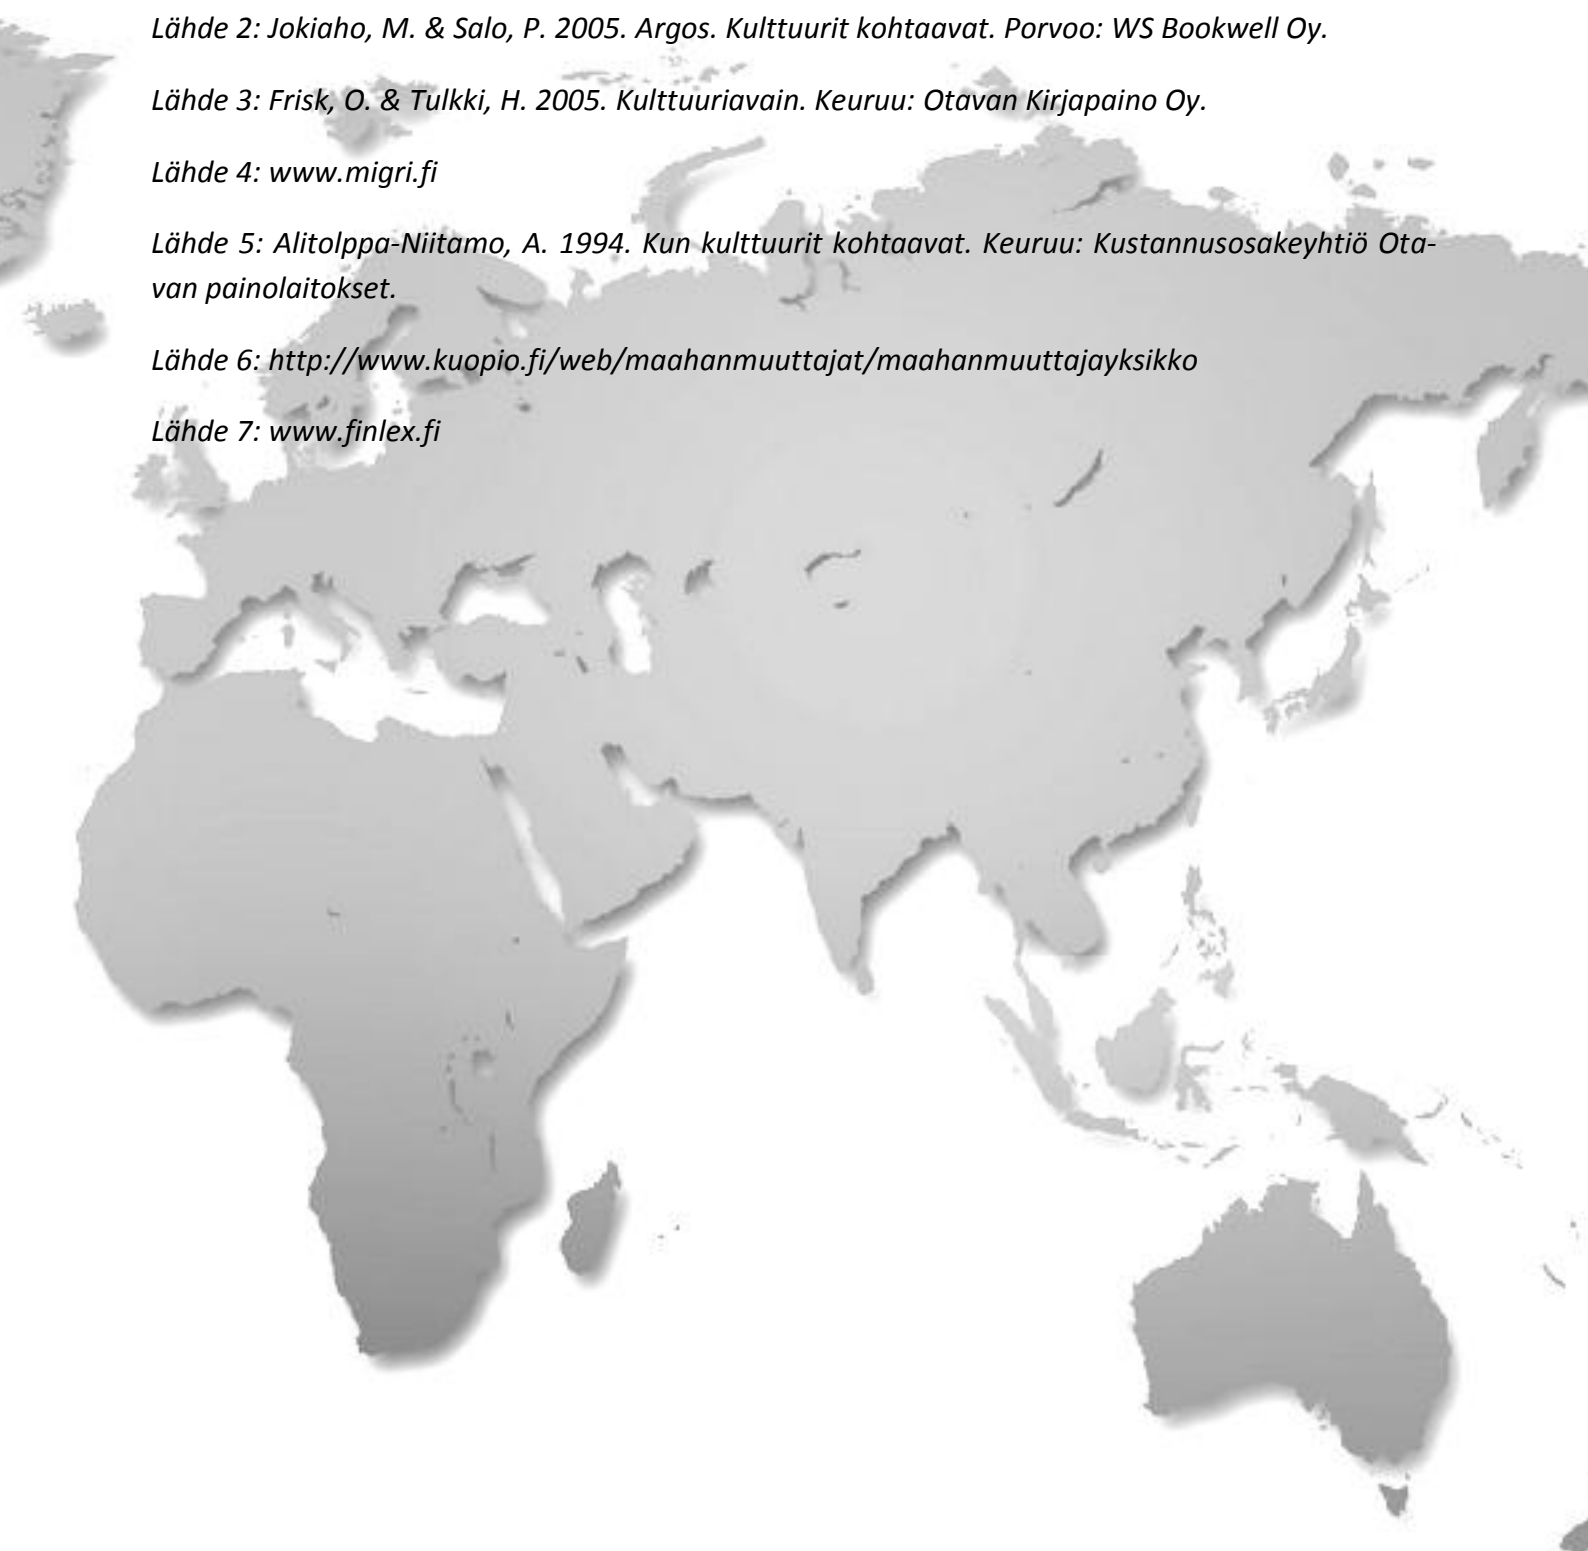 Lähde 2: Jokiaho, M. & Salo, P. 2005. Argos. Kulttuurit kohtaavat. Porvoo: WS Bookwell Oy.
Lähde 3: Frisk, O. & Tulkki, H. 2005. Kulttuuriavain. Keuruu: Otavan Kirjapaino Oy.
Lähde 4: www.migri.fi
Lähde 5: Alitolppa-Niitamo, A. 1994. Kun kulttuurit kohtaavat. Keuruu: Kustannusosakeyhtiö Ota-
van painolaitokset.
Lähde 6: http://www.kuopio.fi/web/maahanmuuttajat/maahanmuuttajayksikko
Lähde 7: www.finlex.fi